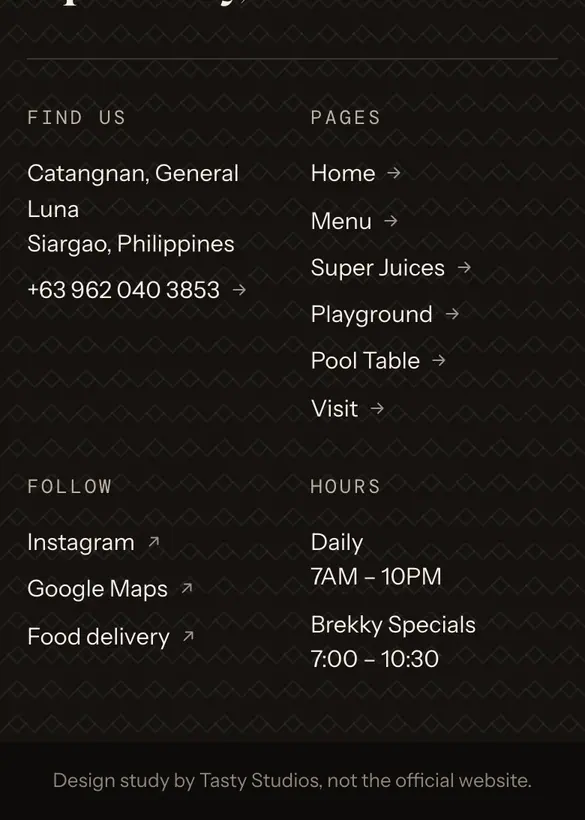 FIND US
Catangnan, General
Luna
Siargao, Philippines
+63 962 040 3853 →
PAGES
Home →
Menu →
Super Juices →
Playground →
Pool Table →
Visit →
FOLLOW
Instagram ↗
Google Maps ↗
Food delivery ↗
HOURS
Daily
7AM – 10PM
Brekky Specials
7:00 – 10:30
Design study by Tasty Studios, not the official website.